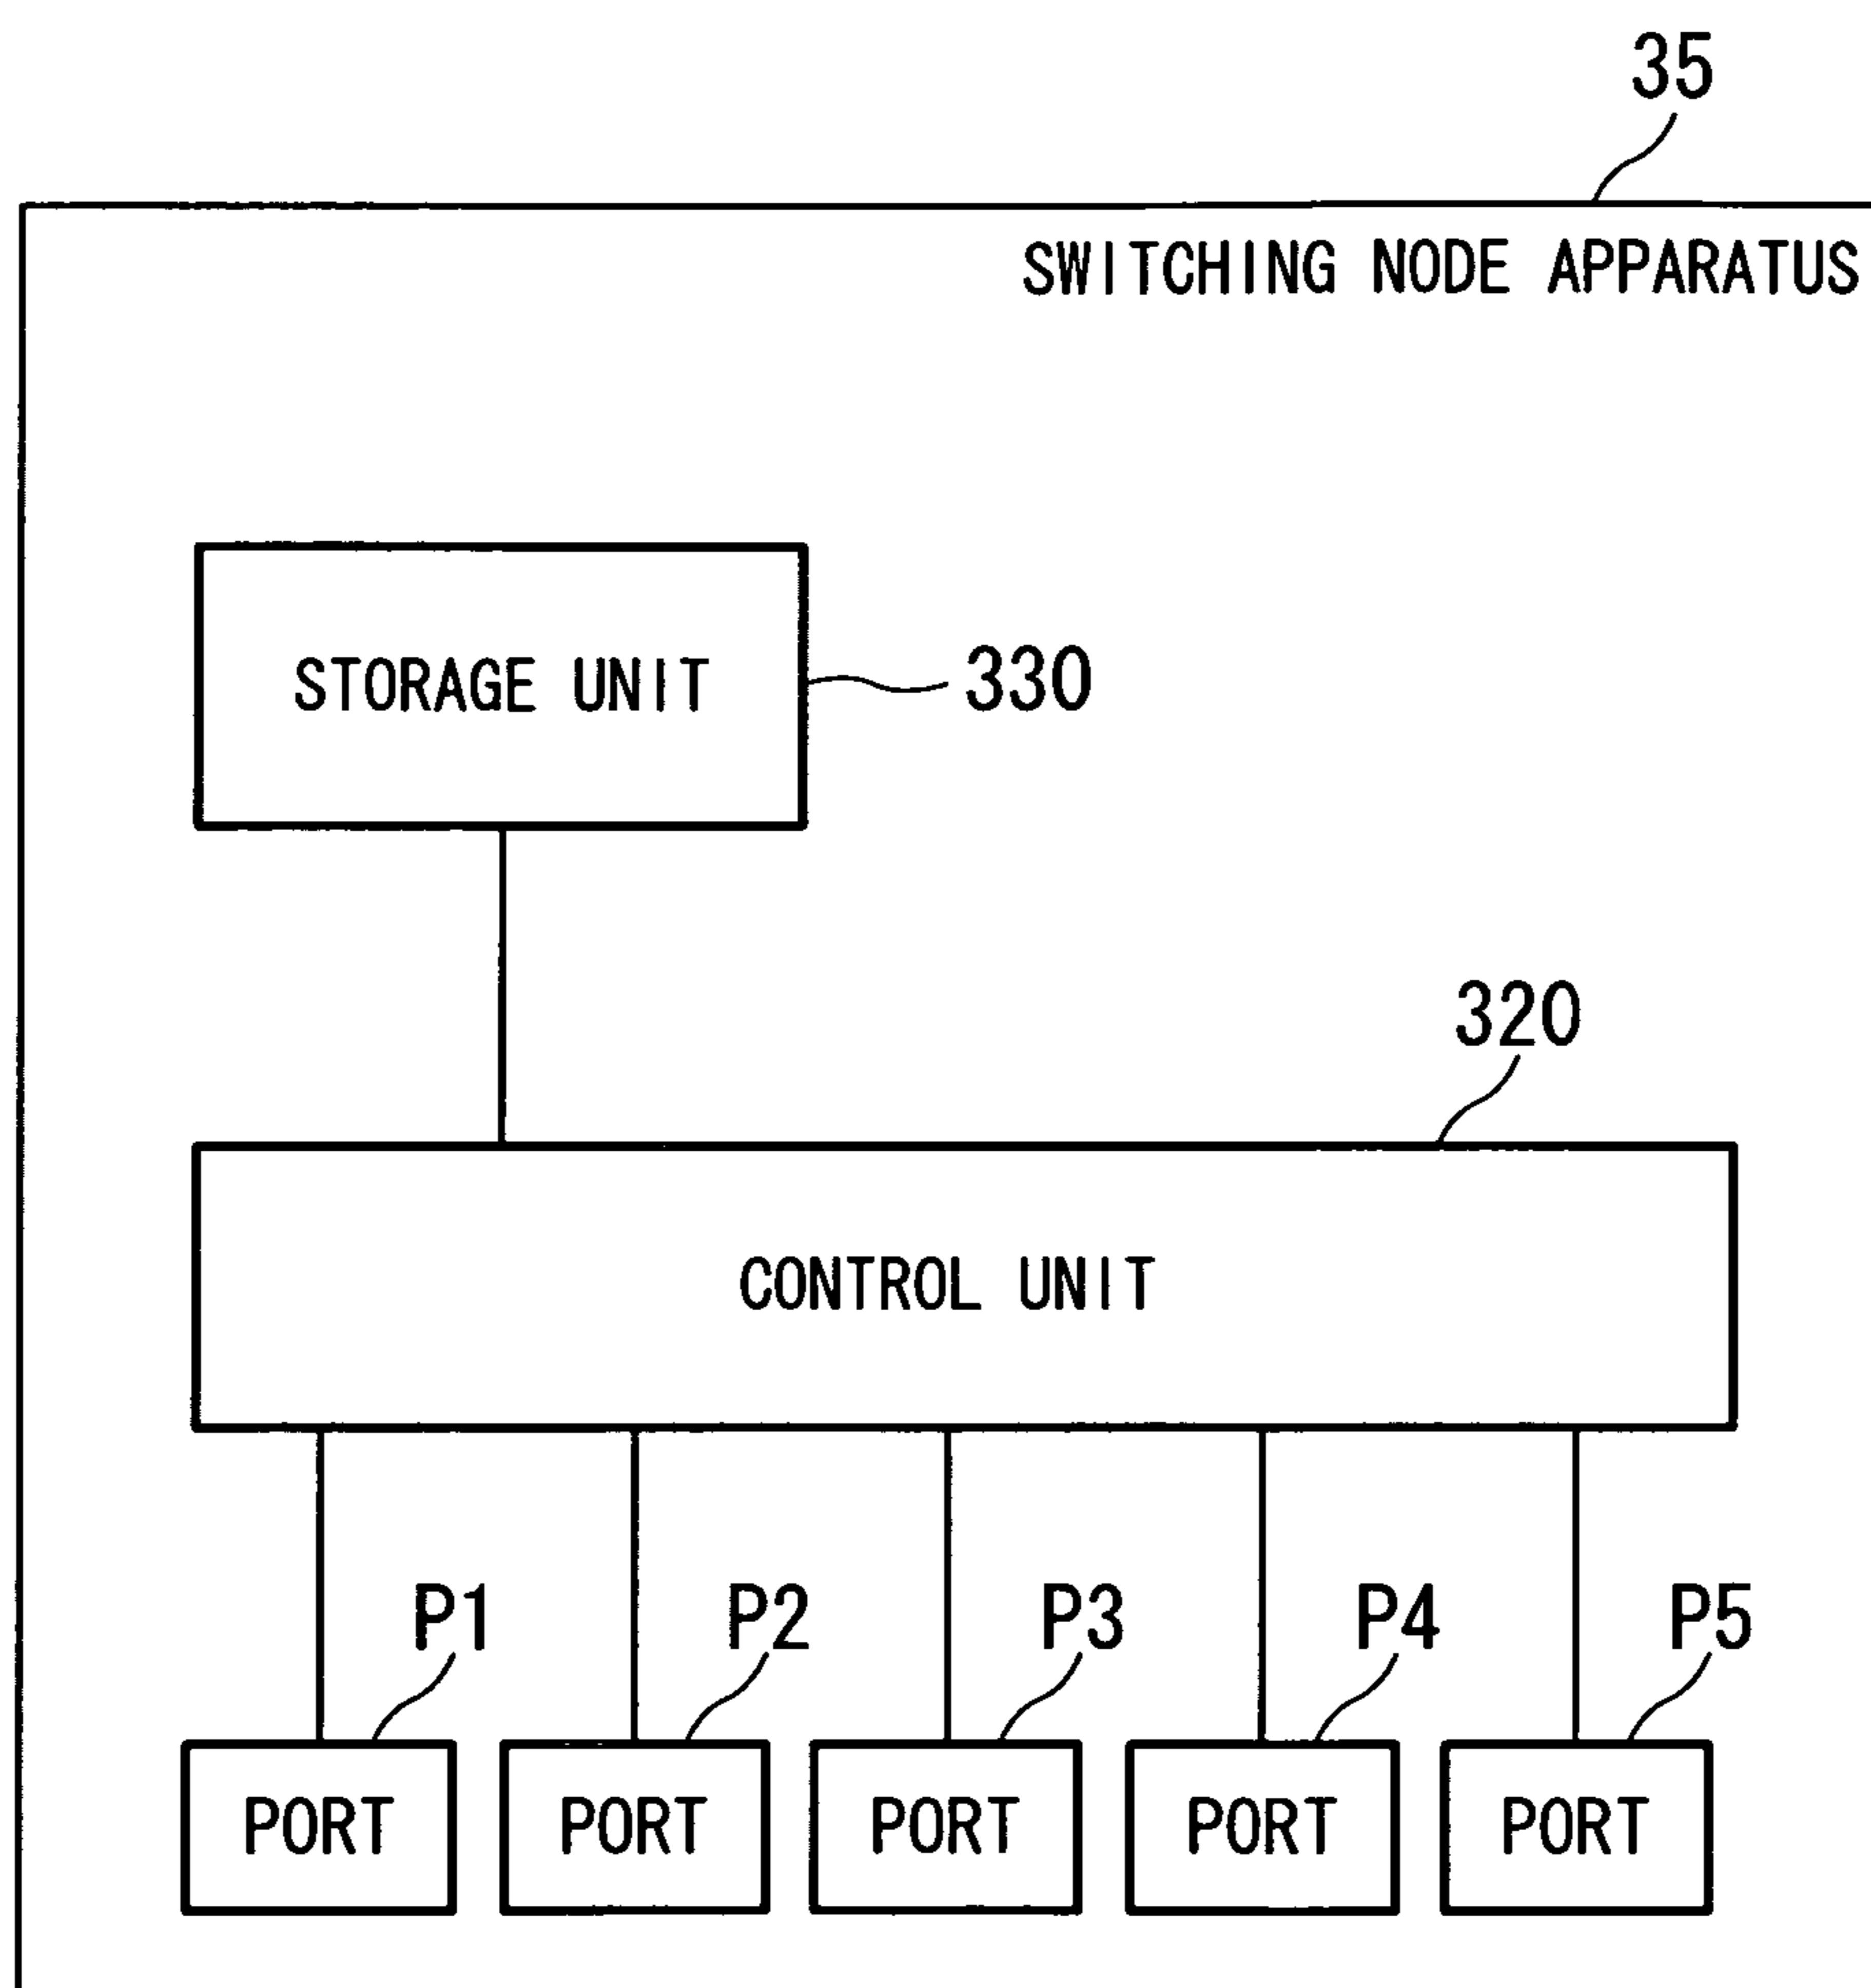 35
SWITCHING NODE APPARATUS
STORAGE UNIT
330
320
CONTROL UNIT
P1 P2 P3 P4 P5
PORT PORT PORT PORT PORT